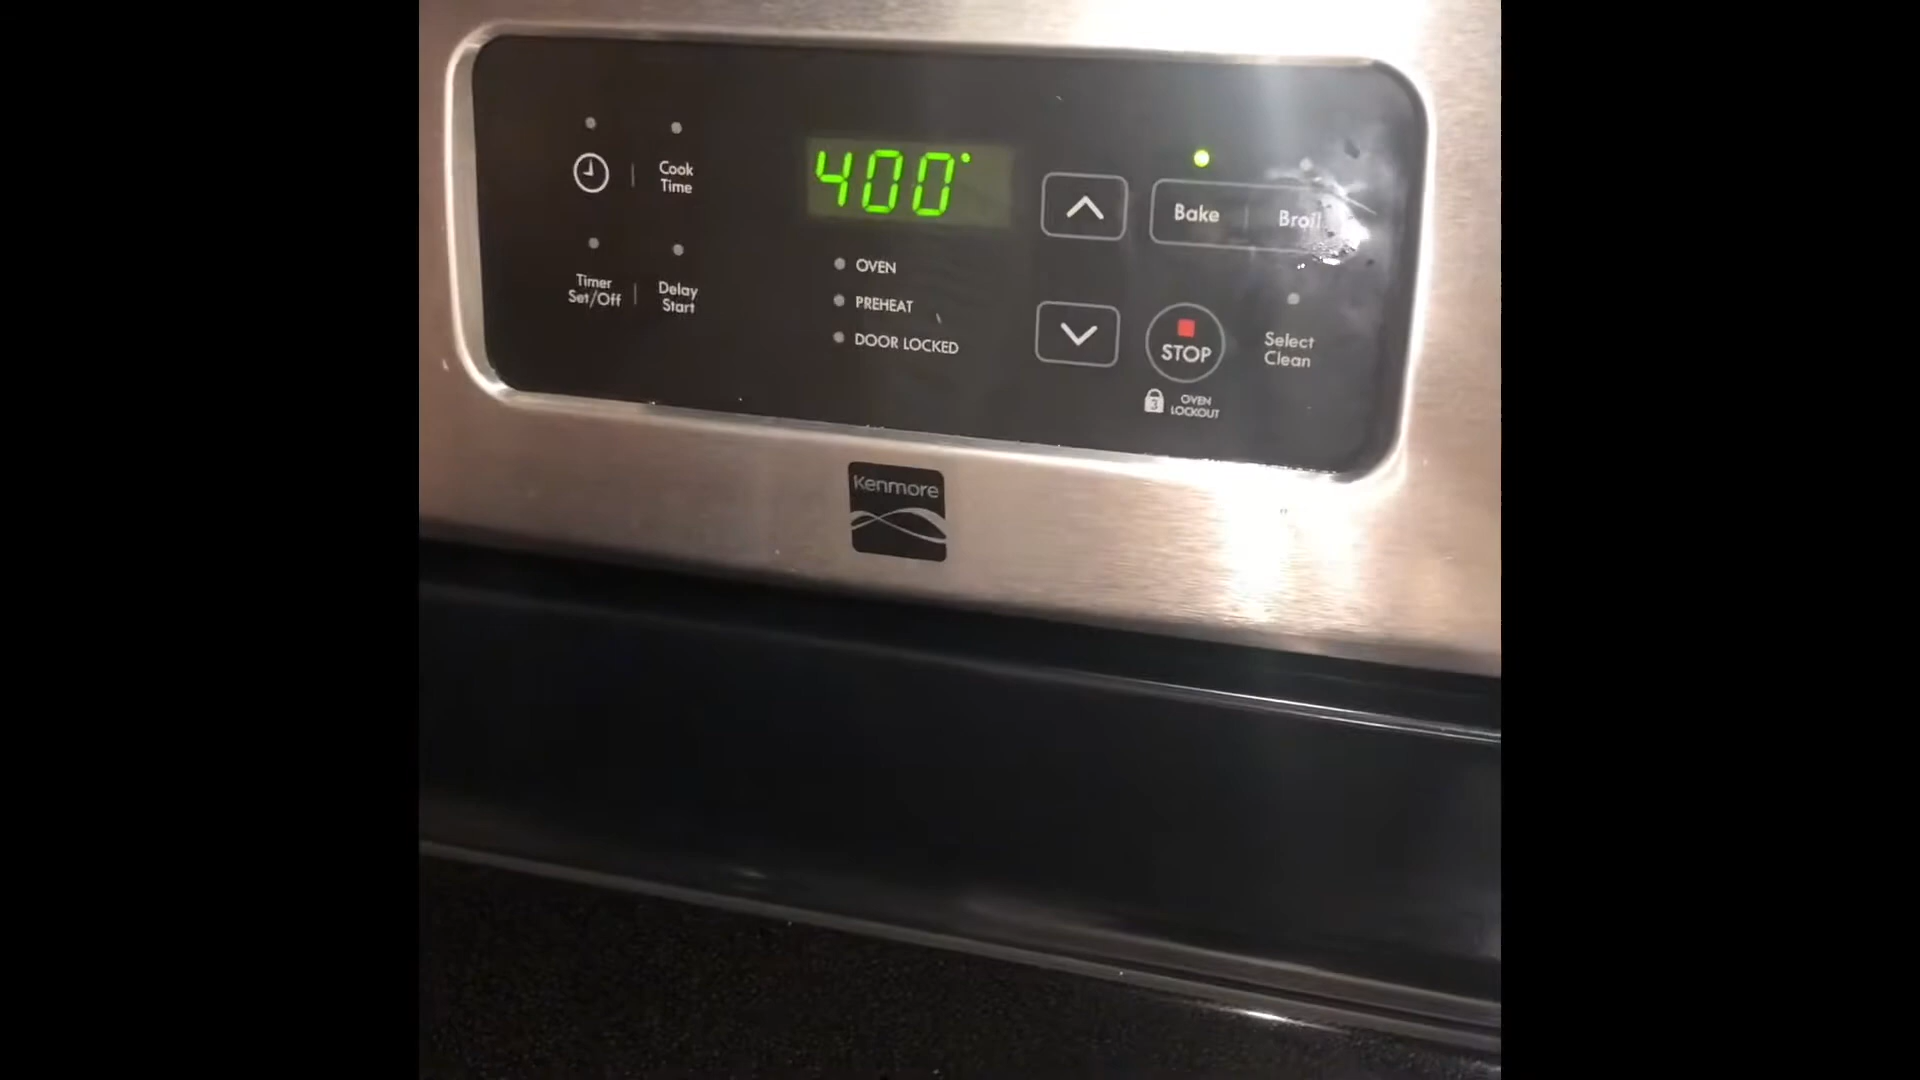 400°
Cook
Time
Timer
Set/Off
Delay
Start
OVEN
PREHEAT
DOOR LOCKED
Bake
Broil
STOP
Select
Clean
3
OVEN
LOCKOUT
Kenmore